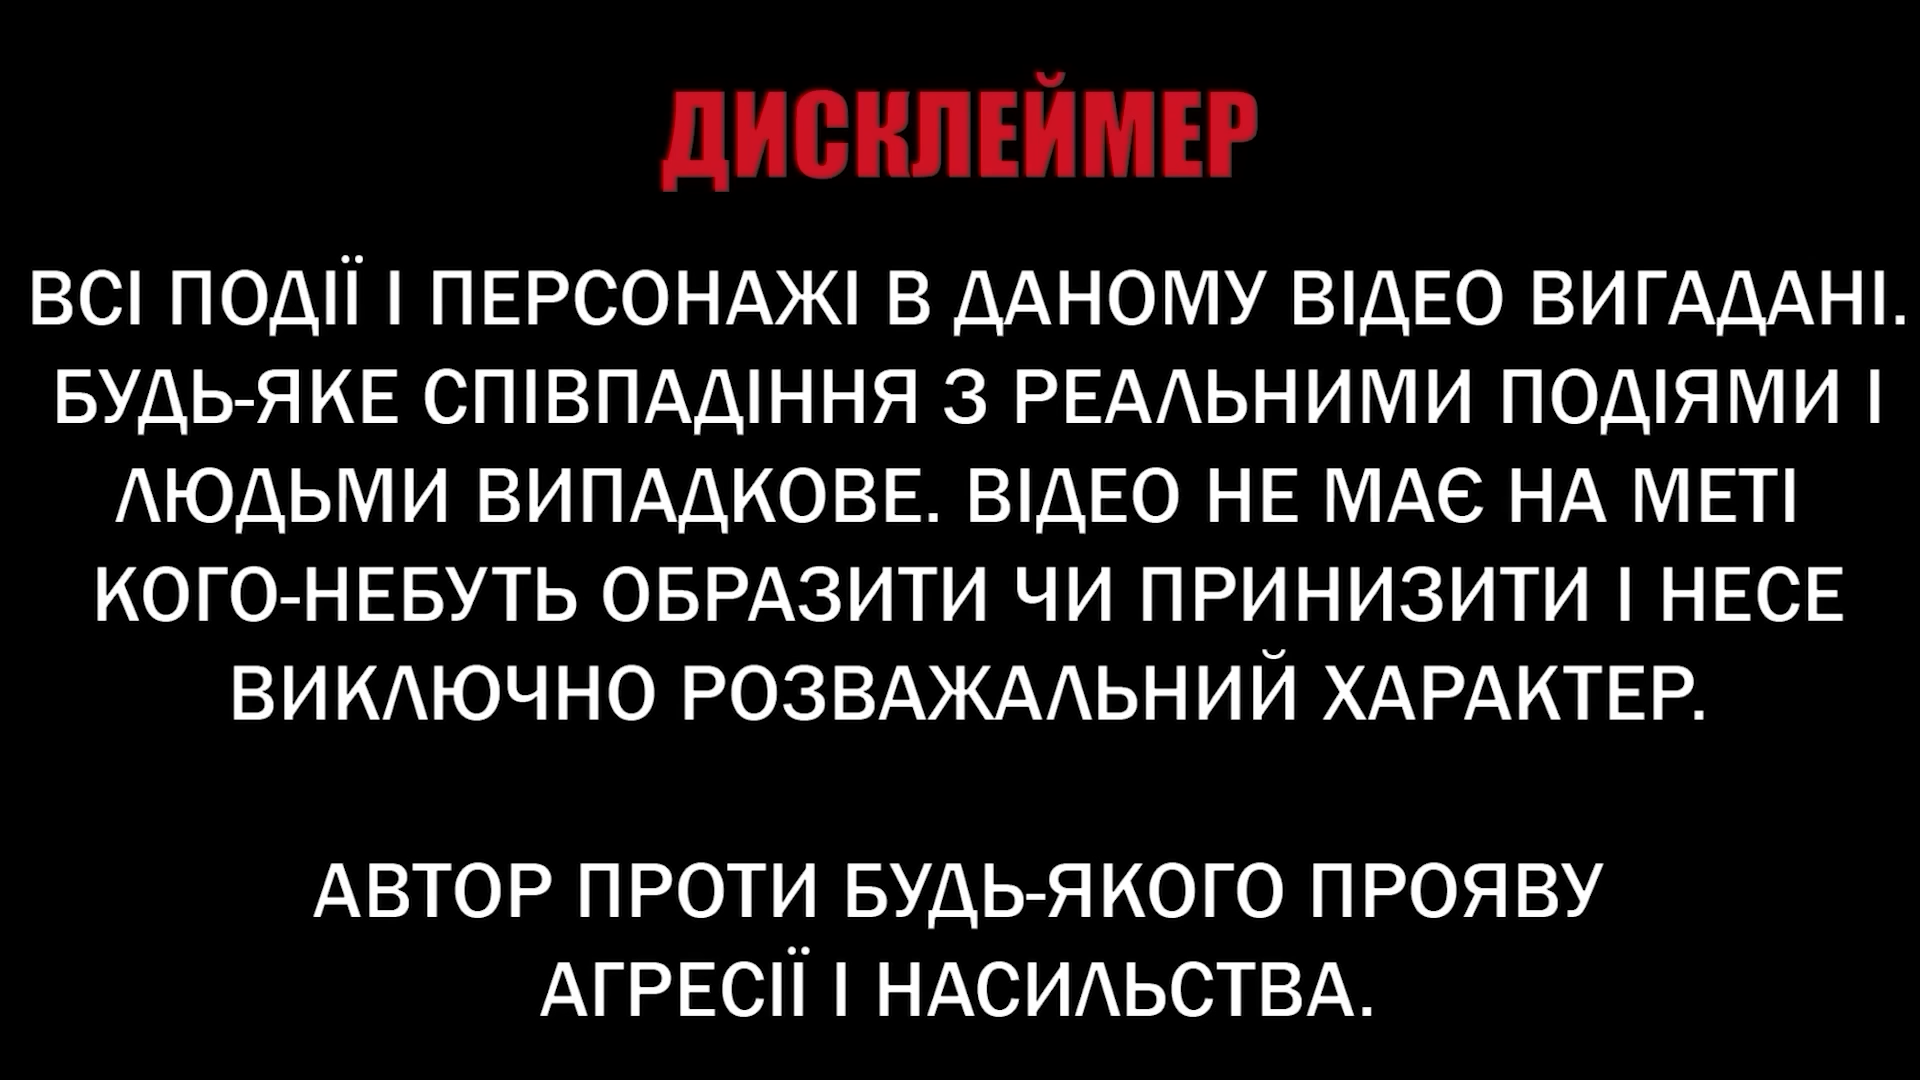 ДИСКЛЕЙМЕР
ВСІ ПОДІЇ І ПЕРСОНАЖІ В ДАНОМУ ВІДЕО ВИГАДАНІ.
БУДЬ-ЯКЕ СПІВПАДІННЯ З РЕАЛЬНИМИ ПОДІЯМИ І
ЛЮДЬМИ ВИПАДКОВЕ. ВІДЕО НЕ МАЄ НА МЕТІ
КОГО-НЕБУТЬ ОБРАЗИТИ ЧИ ПРИНИЗИТИ І НЕСЕ
ВИКЛЮЧНО РОЗВАЖАЛЬНИЙ ХАРАКТЕР.
АВТОР ПРОТИ БУДЬ-ЯКОГО ПРОЯВУ
АГРЕСІЇ І НАСИЛЬСТВА.